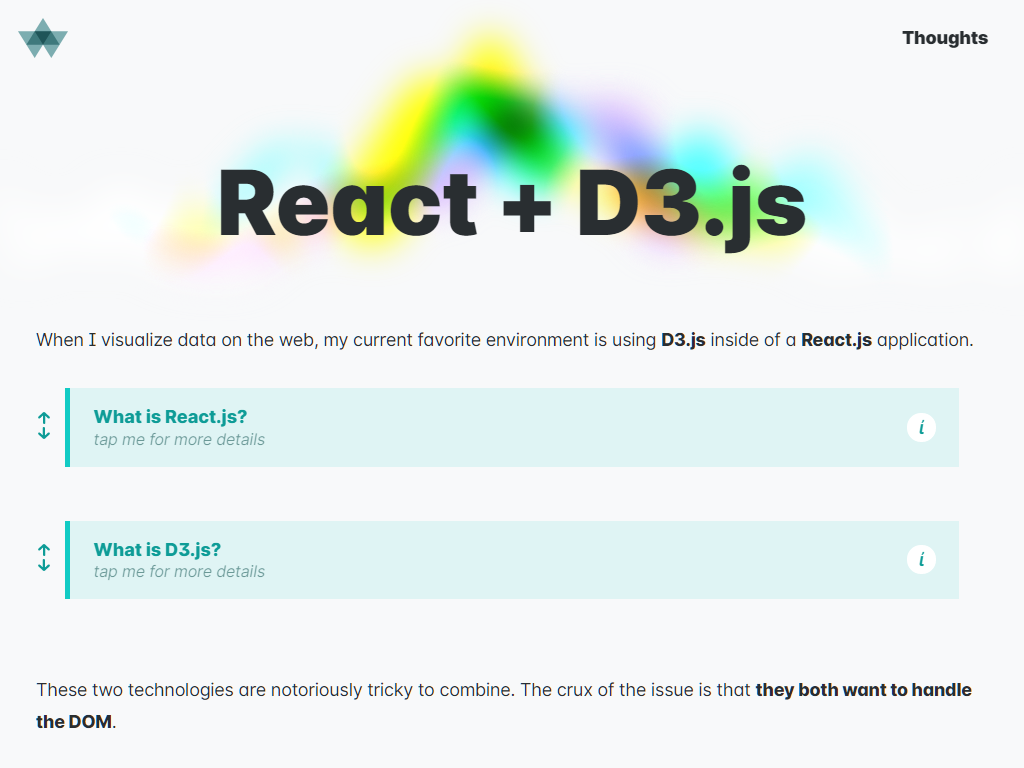 Thoughts
React + D3.js
When I visualize data on the web, my current favorite environment is using D3.js inside of a React.js application.
What is React.js?
tap me for more details
i
What is D3.js?
tap me for more details
i
These two technologies are notoriously tricky to combine. The crux of the issue is that they both want to handle
the DOM.